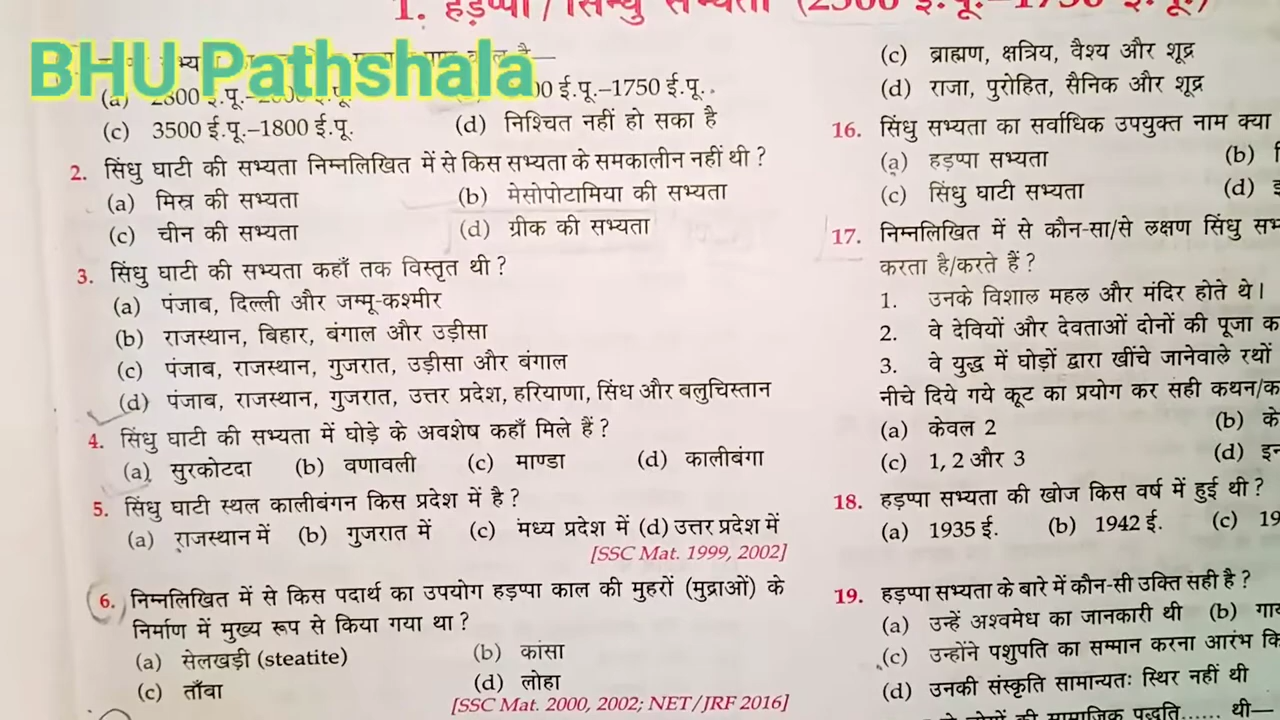 1. हड़प्पा / सिन्धु सभ्यता (2500 ई.पू.–1750 ई.पू.)
BHU Pathshala
(a) 2800 ई.पू.–
ई.पू.–1750 ई.पू.
(c) 3500 ई.पू.–1800 ई.पू.
(d) निश्चित नहीं हो सका है
2. सिंधु घाटी की सभ्यता निम्नलिखित में से किस सभ्यता के समकालीन नहीं थी ?
(a) मिस्र की सभ्यता
(b) मेसोपोटामिया की सभ्यता
(c) चीन की सभ्यता
(d) ग्रीक की सभ्यता
3. सिंधु घाटी की सभ्यता कहाँ तक विस्तृत थी ?
(a) पंजाब, दिल्ली और जम्मू-कश्मीर
(b) राजस्थान, बिहार, बंगाल और उड़ीसा
(c) पंजाब, राजस्थान, गुजरात, उड़ीसा और बंगाल
(d) पंजाब, राजस्थान, गुजरात, उत्तर प्रदेश, हरियाणा, सिंध और बलुचिस्तान
4. सिंधु घाटी की सभ्यता में घोड़े के अवशेष कहाँ मिले हैं ?
(a) सुरकोटदा (b) वणावली (c) माण्डा (d) कालीबंगा
5. सिंधु घाटी स्थल कालीबंगन किस प्रदेश में है ?
(a) राजस्थान में (b) गुजरात में (c) मध्य प्रदेश में (d) उत्तर प्रदेश में
[SSC Mat. 1999, 2002]
6. निम्नलिखित में से किस पदार्थ का उपयोग हड़प्पा काल की मुहरों (मुद्राओं) के
निर्माण में मुख्य रूप से किया गया था ?
(a) सेलखड़ी (steatite)
(b) कांसा
(c) ताँबा
(d) लोहा
[SSC Mat. 2000, 2002; NET/JRF 2016]
(c) ब्राह्मण, क्षत्रिय, वैश्य और शूद्र
(d) राजा, पुरोहित, सैनिक और शूद्र
16. सिंधु सभ्यता का सर्वाधिक उपयुक्त नाम क्या
(a) हड़प्पा सभ्यता (b)
(c) सिंधु घाटी सभ्यता (d)
17. निम्नलिखित में से कौन-सा/से लक्षण सिंधु
करता है/करते हैं ?
1. उनके विशाल महल और मंदिर होते थे।
2. वे देवियों और देवताओं दोनों की पूजा
3. वे युद्ध में घोड़ों द्वारा खींचे जानेवाले रथों
नीचे दिये गये कूट का प्रयोग कर सही
(a) केवल 2 (b)
(c) 1, 2 और 3 (d)
18. हड़प्पा सभ्यता की खोज किस वर्ष में हुई थी ?
(a) 1935 ई. (b) 1942 ई. (c) 19
19. हड़प्पा सभ्यता के बारे में कौन-सी उक्ति सही है ?
(a) उन्हें अश्वमेध का जानकारी थी (b)
(c) उन्होंने पशुपति का सम्मान करना आरंभ
(d) उनकी संस्कृति सामान्यतः स्थिर नहीं थी
की सामाजिक पद्धति...... थी—